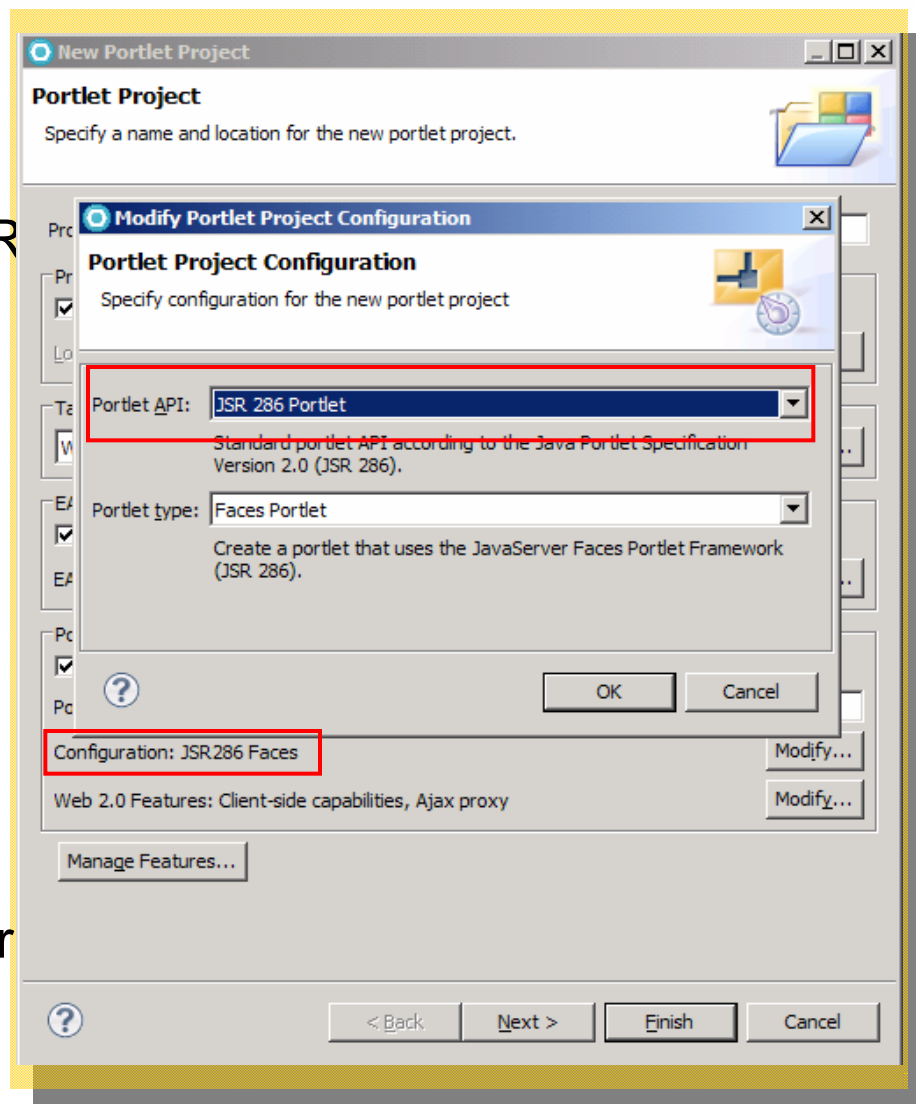 New Portlet Project
Portlet Project
Specify a name and location for the new portlet project.
R
Modify Portlet Project Configuration
Portlet Project Configuration
Specify configuration for the new portlet project
Portlet API: JSR 286 Portlet
Standard portlet API according to the Java Portlet Specification
Version 2.0 (JSR 286).
Portlet type: Faces Portlet
Create a portlet that uses the JavaServer Faces Portlet Framework
(JSR 286).
OK Cancel
Configuration: JSR286 Faces Modify...
Web 2.0 Features: Client-side capabilities, Ajax proxy Modify...
Manage Features...
r
< Back Next > Finish Cancel